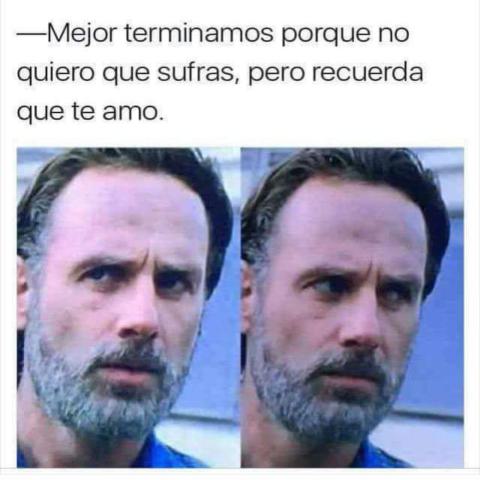 —Mejor terminamos porque no
quiero que sufras, pero recuerda
que te amo.